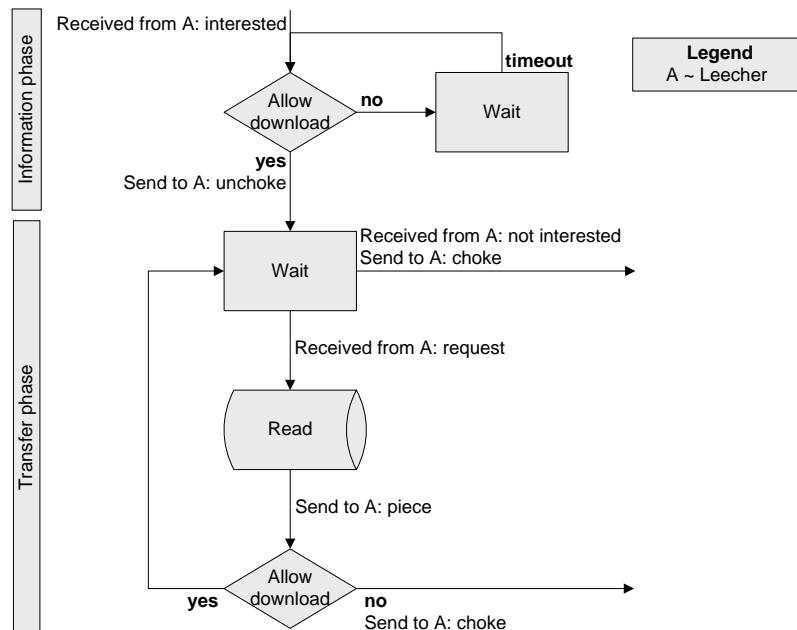 Information phase
Received from A: interested
timeout
Legend
A ~ Leecher
Allow
download
no
Wait
yes
Send to A: unchoke
Transfer phase
Wait
Received from A: not interested
Send to A: choke
Received from A: request
Read
Send to A: piece
Allow
download
yes
no
Send to A: choke